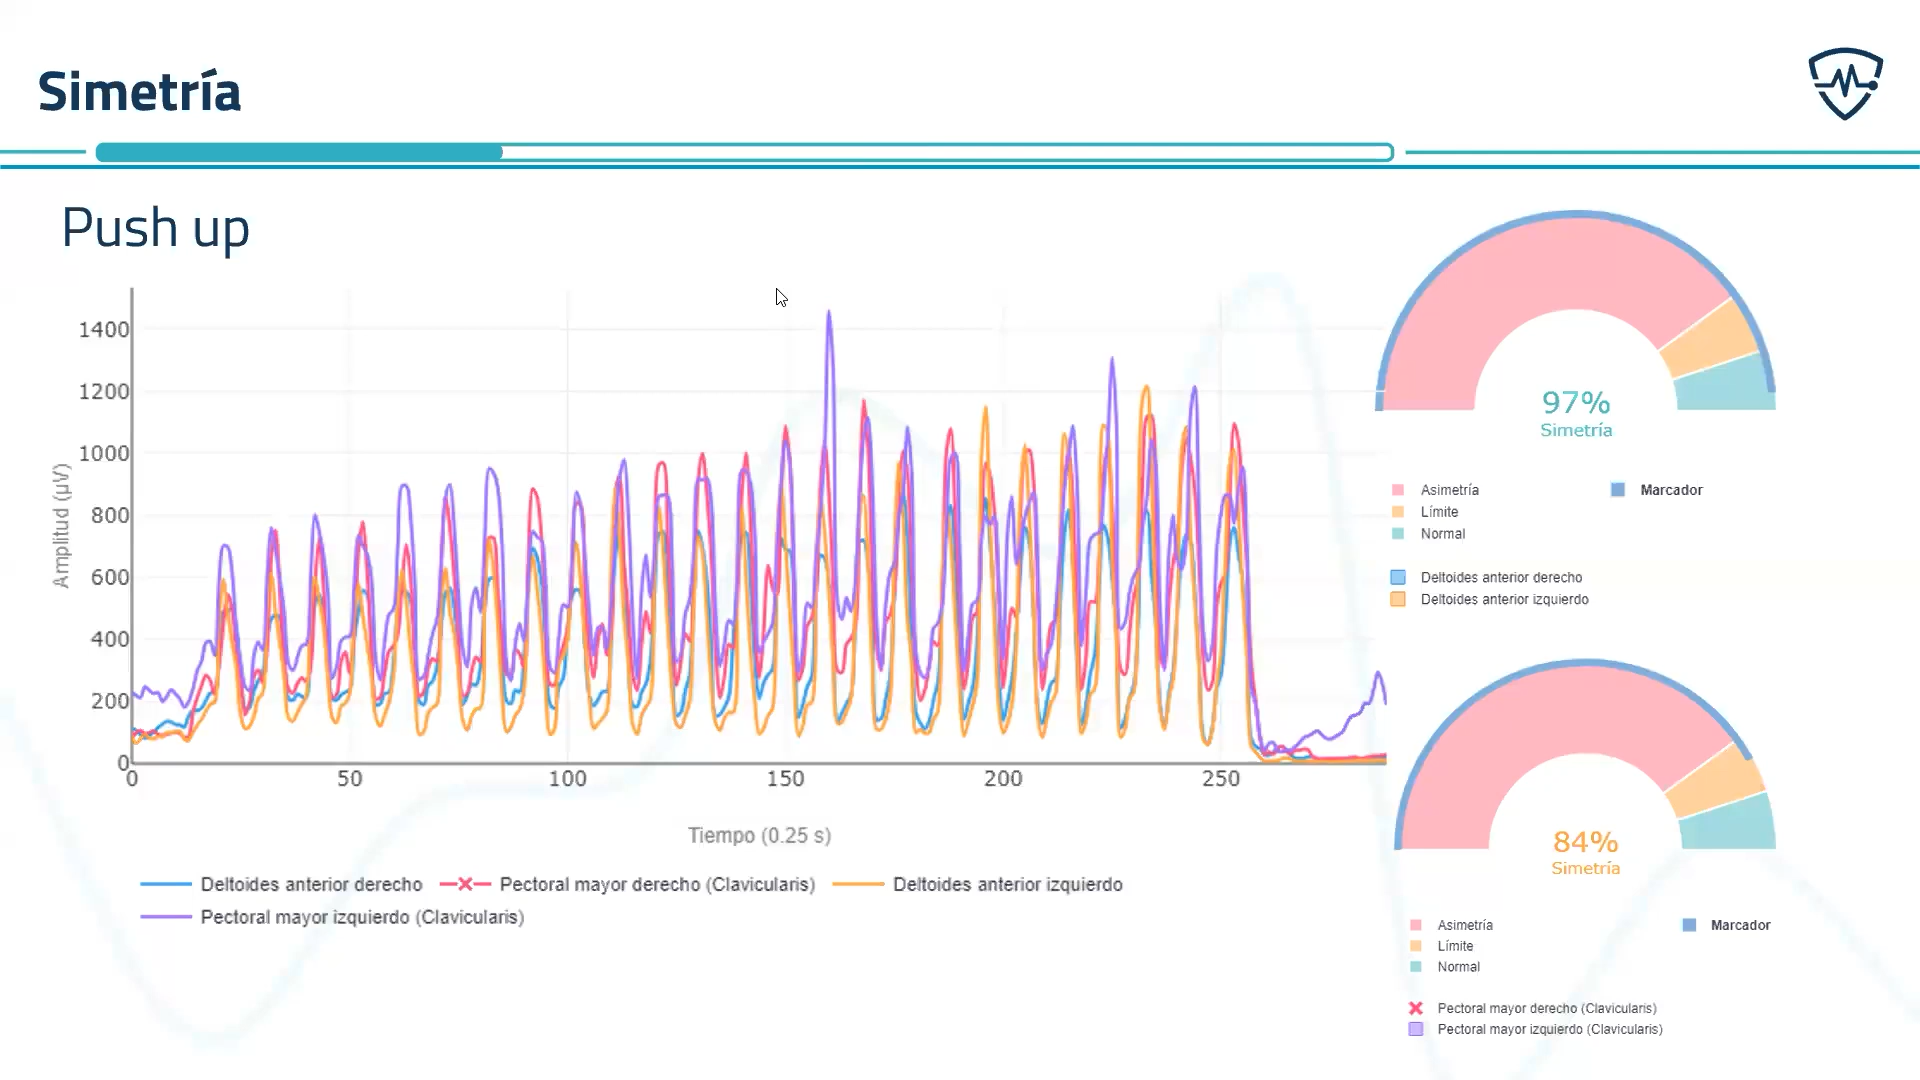 Simetría
Push up
1400
1200
1000
800
600
400
200
0
Amplitud (µV)
0 50 100 150 200 250
Tiempo (0.25 s)
Deltoides anterior derecho Pectoral mayor derecho (Clavicularis) Deltoides anterior izquierdo
Pectoral mayor izquierdo (Clavicularis)
97%
Simetría
Asimetría Marcador
Límite
Normal
Deltoides anterior derecho
Deltoides anterior izquierdo
84%
Simetría
Asimetría Marcador
Límite
Normal
Pectoral mayor derecho (Clavicularis)
Pectoral mayor izquierdo (Clavicularis)